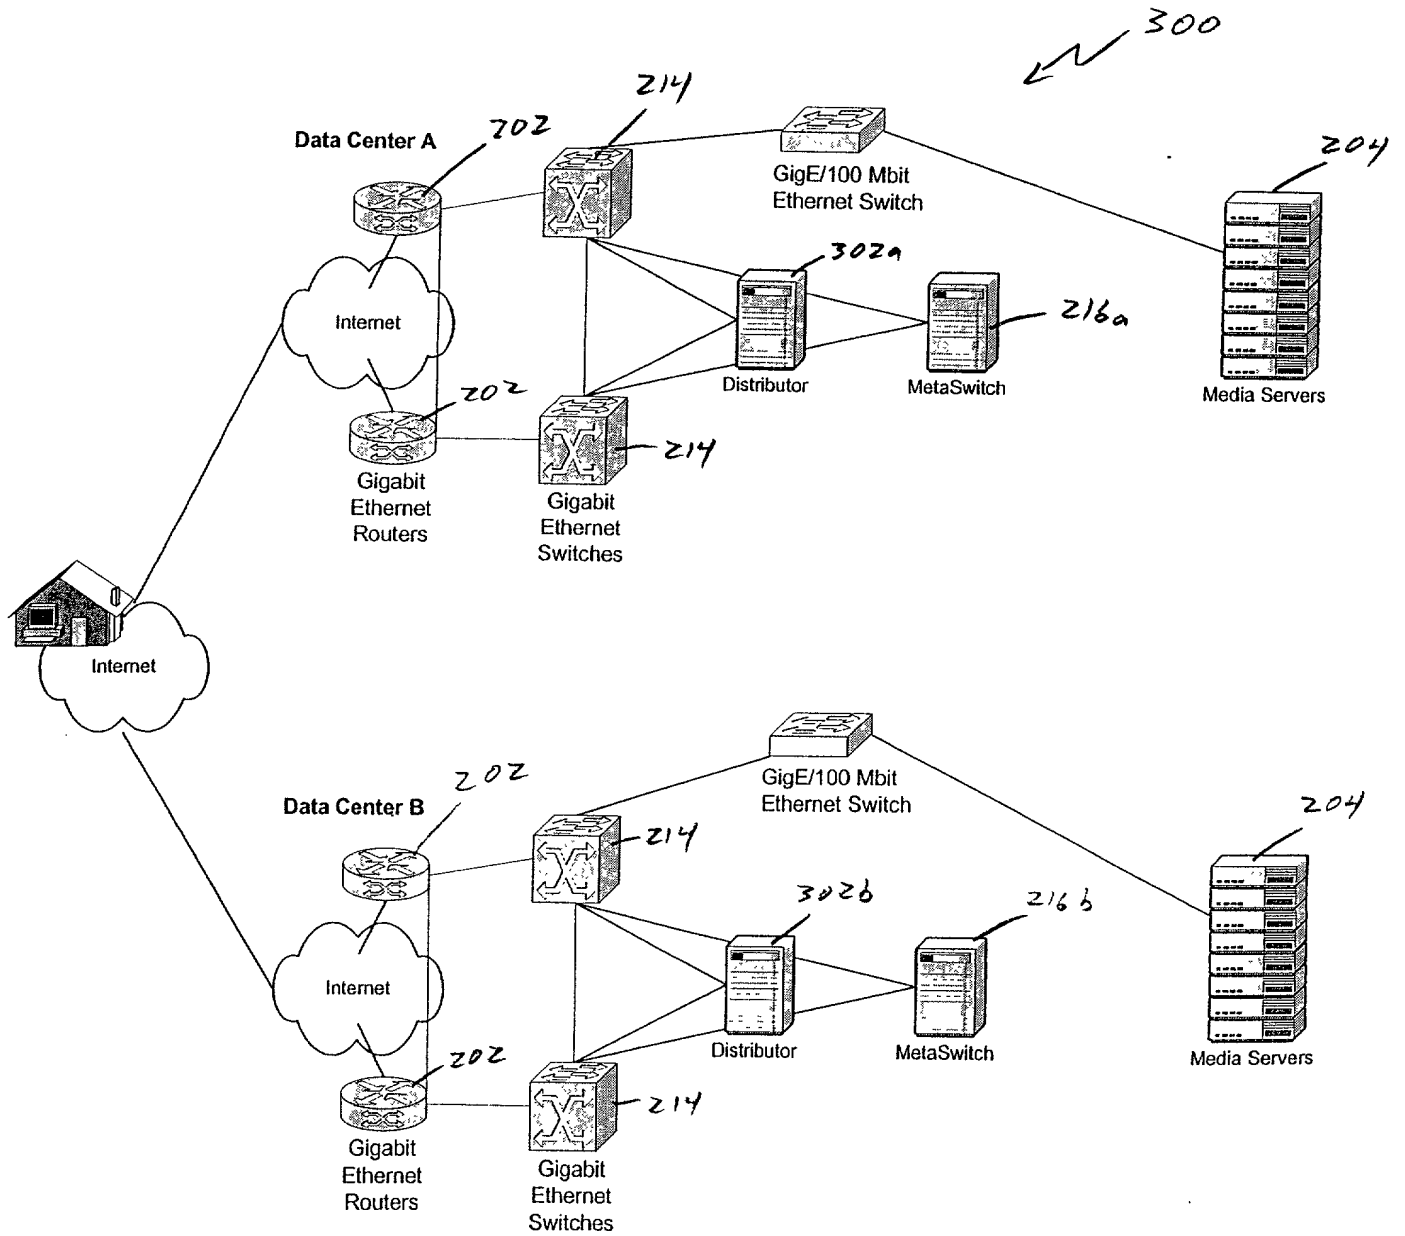 300
214
Data Center A
202
GigE/100 Mbit
Ethernet Switch
204
302a
Internet
216a
Distributor
MetaSwitch
Media Servers
202
214
Gigabit
Ethernet
Routers
Gigabit
Ethernet
Switches
Internet
GigE/100 Mbit
Ethernet Switch
202
Data Center B
204
214
302b
216b
Internet
Distributor
MetaSwitch
Media Servers
202
214
Gigabit
Ethernet
Routers
Gigabit
Ethernet
Switches